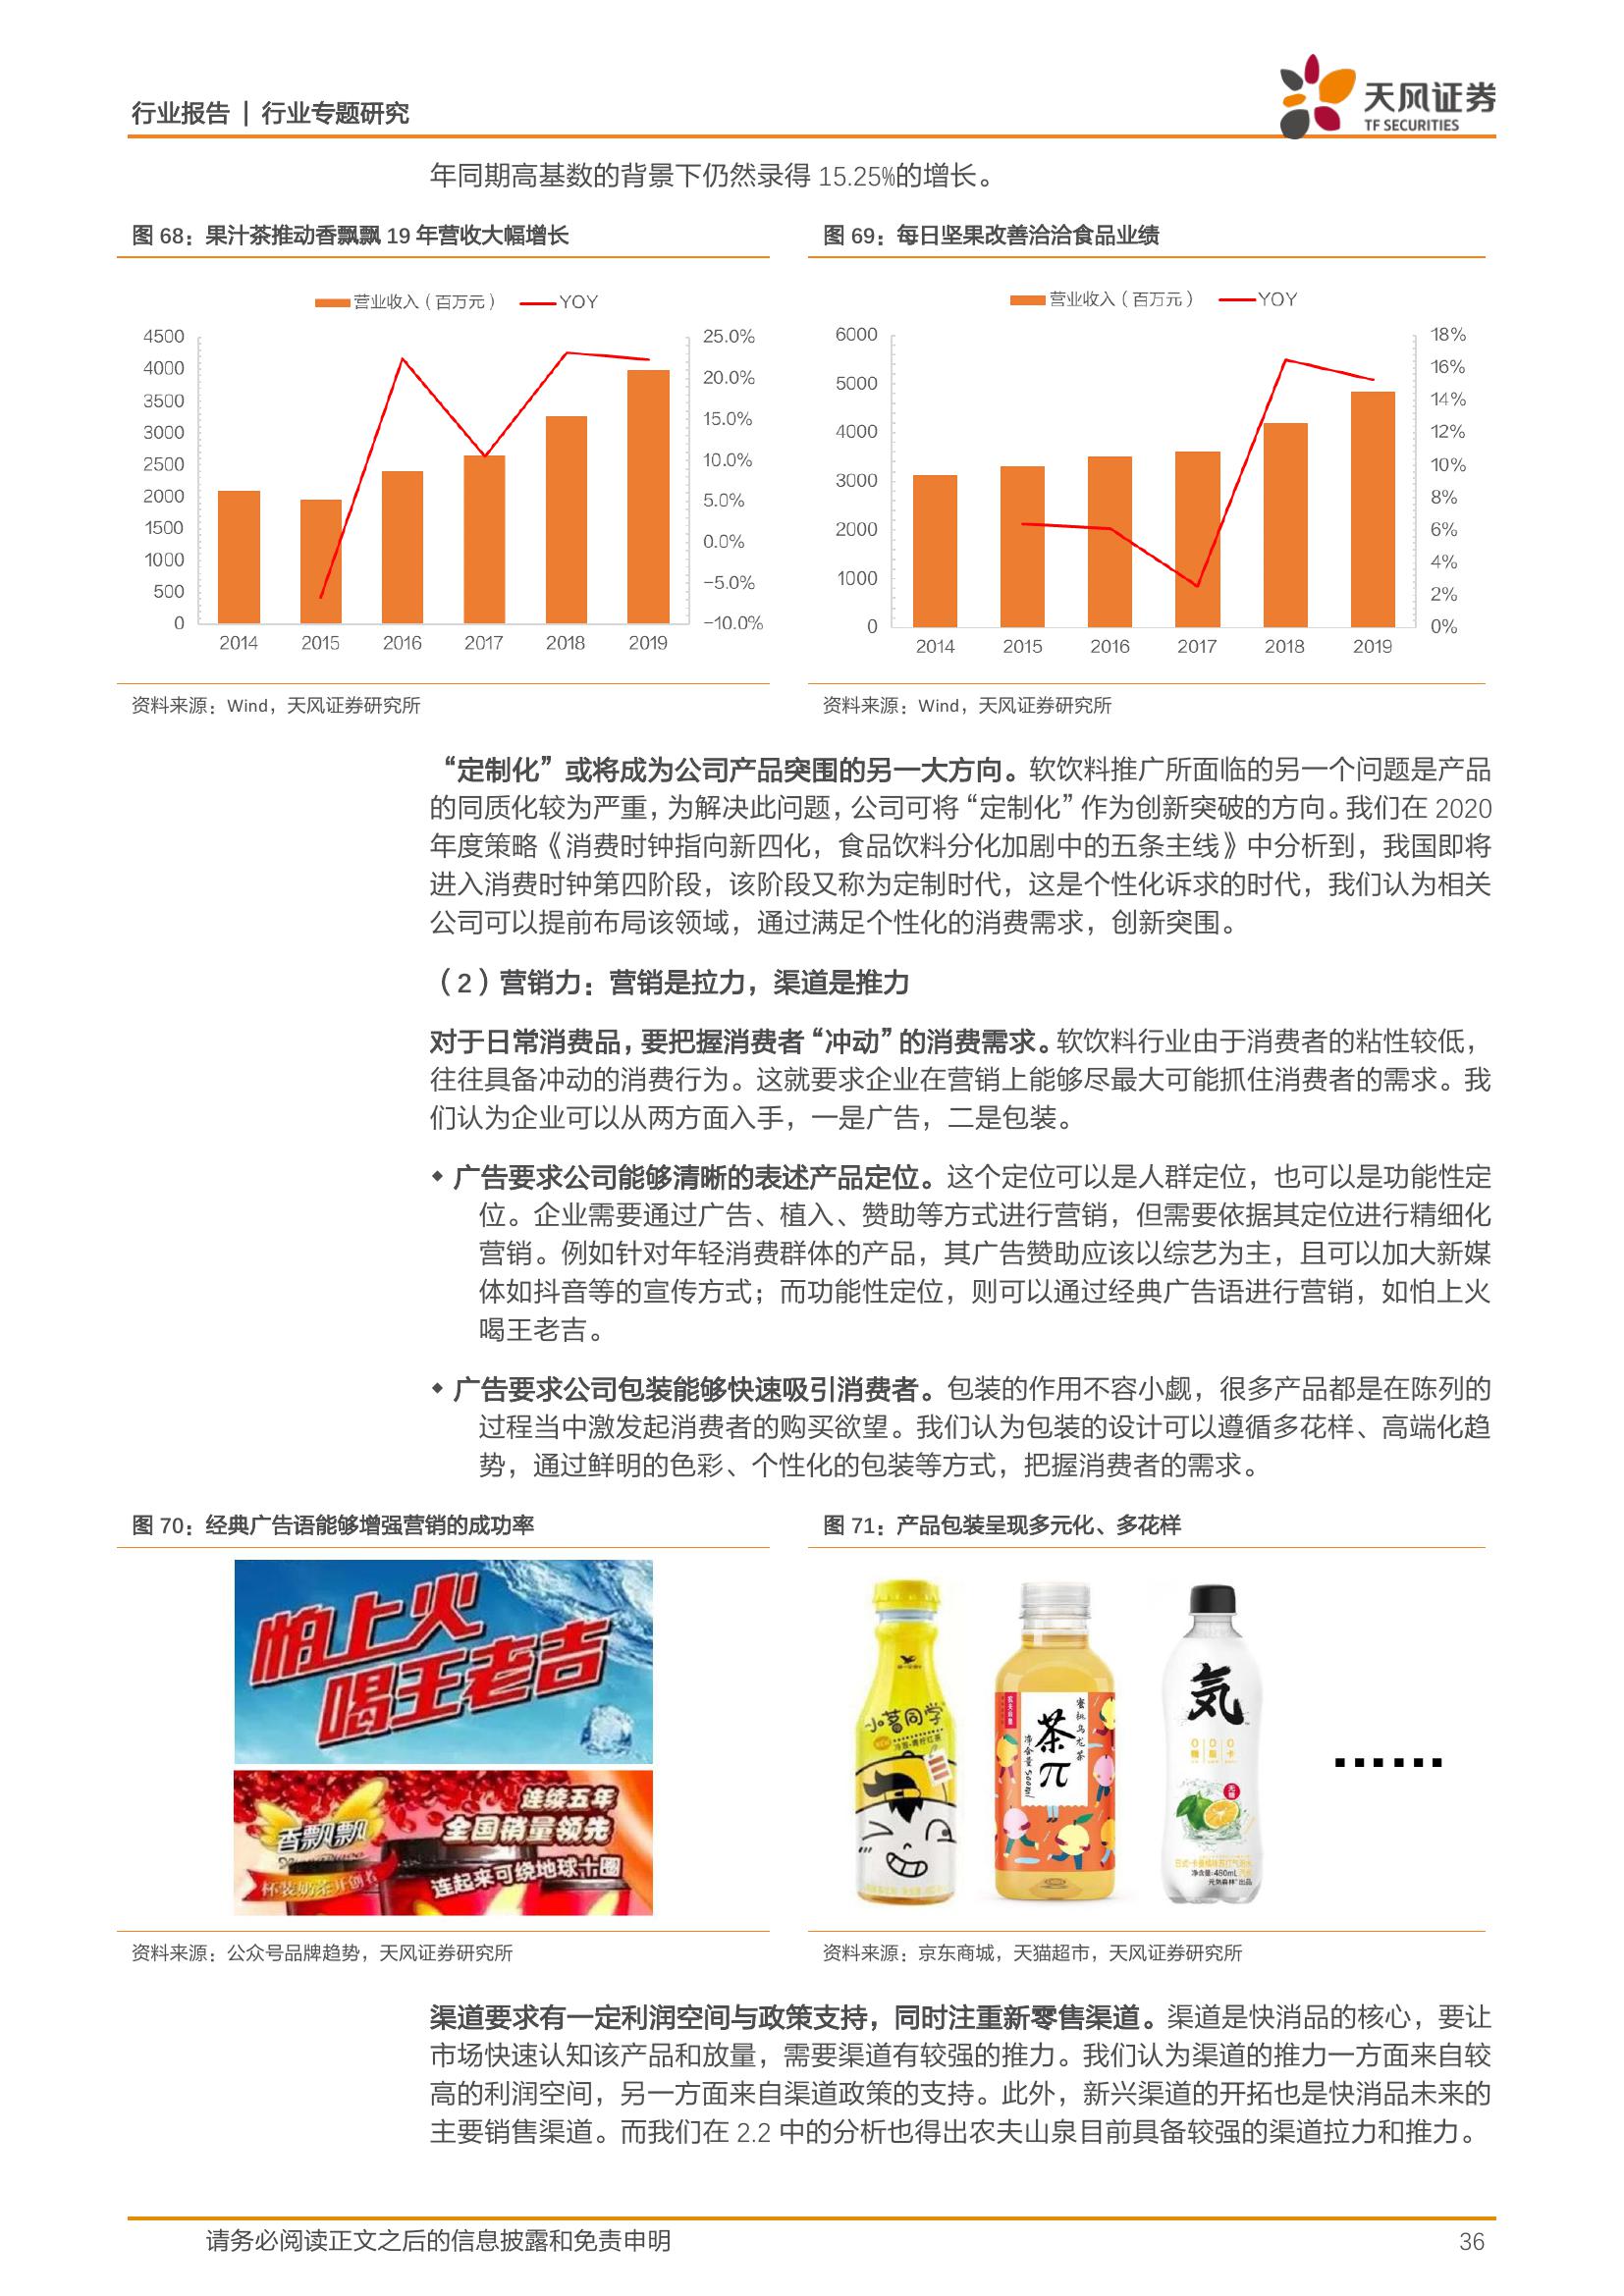 行业报告 | 行业专题研究
天风证券
TF SECURITIES
年同期高基数的背景下仍然录得 15.25%的增长。
图 68：果汁茶推动香飘飘 19 年营收大幅增长
营业收入（百万元） YOY
4500
4000
3500
3000
2500
2000
1500
1000
500
0
25.0%
20.0%
15.0%
10.0%
5.0%
0.0%
-5.0%
-10.0%
2014 2015 2016 2017 2018 2019
资料来源：Wind，天风证券研究所
图 69：每日坚果改善洽洽食品业绩
营业收入（百万元） YOY
6000
5000
4000
3000
2000
1000
0
18%
16%
14%
12%
10%
8%
6%
4%
2%
0%
2014 2015 2016 2017 2018 2019
资料来源：Wind，天风证券研究所
“定制化”或将成为公司产品突围的另一大方向。软饮料推广所面临的另一个问题是产品
的同质化较为严重，为解决此问题，公司可将“定制化”作为创新突破的方向。我们在 2020
年度策略《消费时钟指向新四化，食品饮料分化加剧中的五条主线》中分析到，我国即将
进入消费时钟第四阶段，该阶段又称为定制时代，这是个性化诉求的时代，我们认为相关
公司可以提前布局该领域，通过满足个性化的消费需求，创新突围。
（2）营销力：营销是拉力，渠道是推力
对于日常消费品，要把握消费者“冲动”的消费需求。软饮料行业由于消费者的粘性较低，
往往具备冲动的消费行为。这就要求企业在营销上能够尽最大可能抓住消费者的需求。我
们认为企业可以从两方面入手，一是广告，二是包装。
◆ 广告要求公司能够清晰的表述产品定位。这个定位可以是人群定位，也可以是功能性定
位。企业需要通过广告、植入、赞助等方式进行营销，但需要依据其定位进行精细化
营销。例如针对年轻消费群体的产品，其广告赞助应该以综艺为主，且可以加大新媒
体如抖音等的宣传方式；而功能性定位，则可以通过经典广告语进行营销，如怕上火
喝王老吉。
◆ 广告要求公司包装能够快速吸引消费者。包装的作用不容小觑，很多产品都是在陈列的
过程当中激发起消费者的购买欲望。我们认为包装的设计可以遵循多花样、高端化趋
势，通过鲜明的色彩、个性化的包装等方式，把握消费者的需求。
图 70：经典广告语能够增强营销的成功率
怕上火
喝王老吉
香飘飘
杯装奶茶开创者
连续五年
全国销量领先
连起来可绕地球十圈
资料来源：公众号品牌趋势，天风证券研究所
图 71：产品包装呈现多元化、多花样
小茗同学
茶π
蜜桃乌龙茶
净含量500ml
気
0 0 0
糖 脂 卡
净含量:480mL
元気森林 出品
……
资料来源：京东商城，天猫超市，天风证券研究所
渠道要求有一定利润空间与政策支持，同时注重新零售渠道。渠道是快消品的核心，要让
市场快速认知该产品和放量，需要渠道有较强的推力。我们认为渠道的推力一方面来自较
高的利润空间，另一方面来自渠道政策的支持。此外，新兴渠道的开拓也是快消品未来的
主要销售渠道。而我们在 2.2 中的分析也得出农夫山泉目前具备较强的渠道拉力和推力。
请务必阅读正文之后的信息披露和免责申明
36